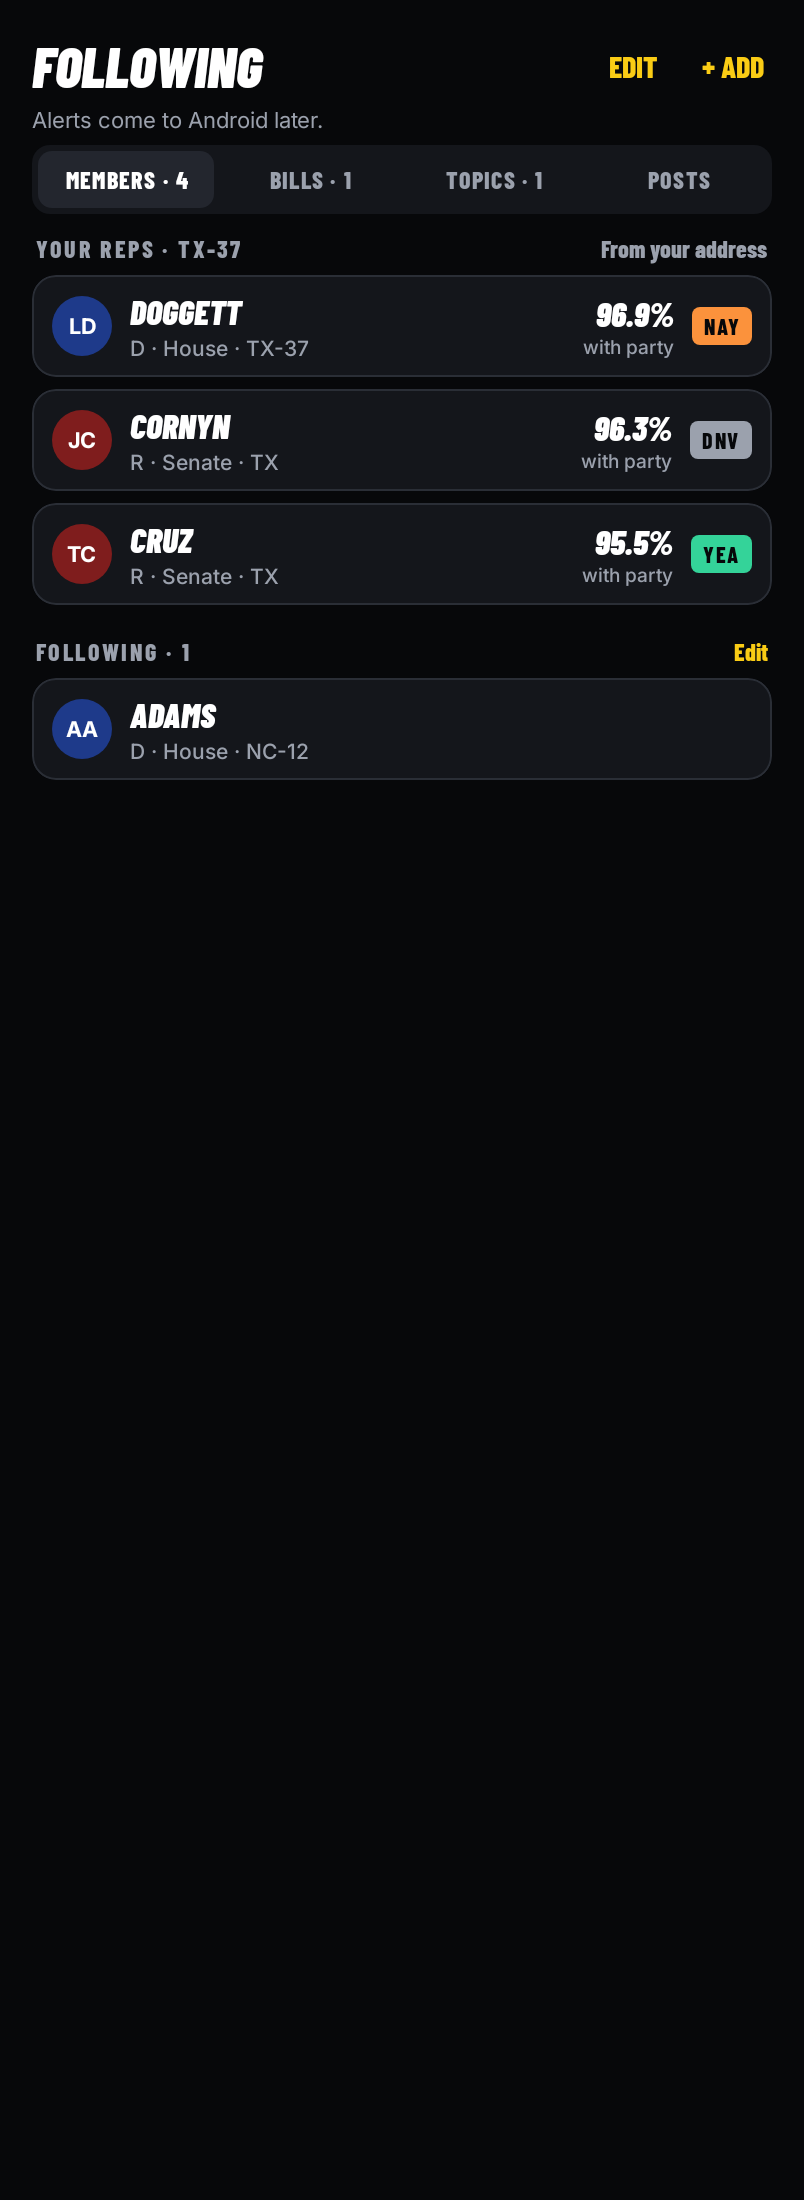 FOLLOWING
EDIT + ADD
Alerts come to Android later.
MEMBERS · 4 BILLS · 1 TOPICS · 1 POSTS
YOUR REPS · TX-37 From your address
LD DOGGETT 96.9% NAY
D · House · TX-37 with party
JC CORNYN 96.3% DNV
R · Senate · TX with party
TC CRUZ 95.5% YEA
R · Senate · TX with party
FOLLOWING · 1 Edit
AA ADAMS
D · House · NC-12